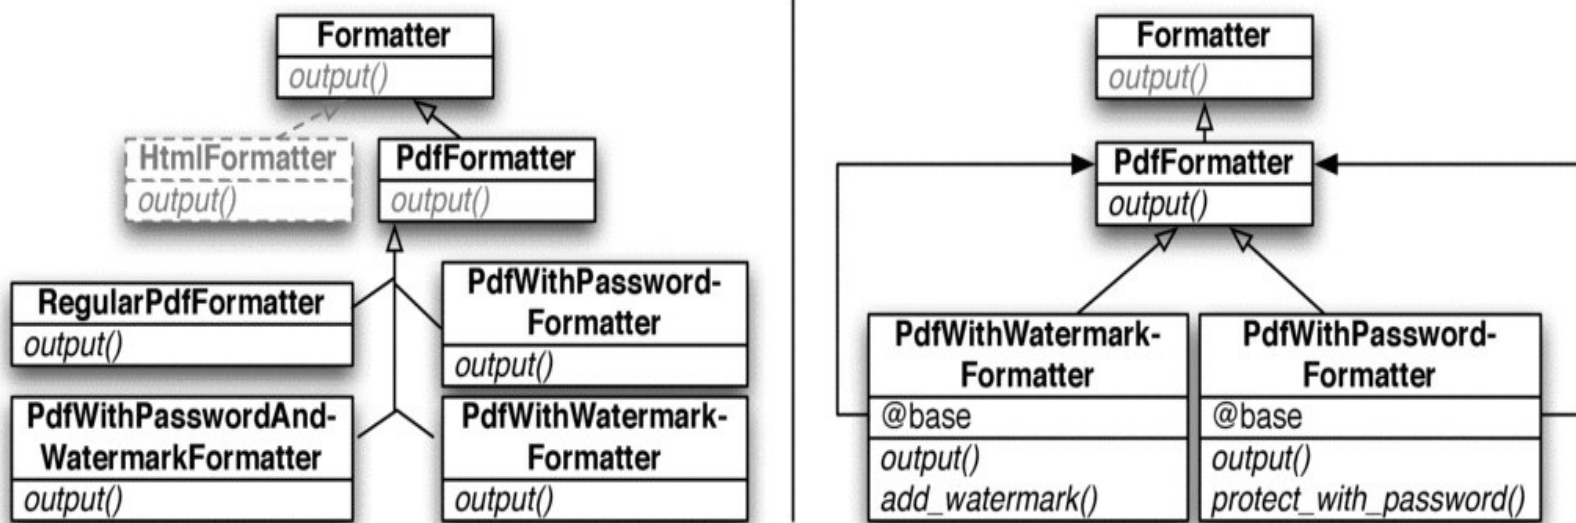 Formatter
output()
HtmlFormatter
output()
PdfFormatter
output()
RegularPdfFormatter
output()
PdfWithPassword-
Formatter
output()
PdfWithPasswordAnd-
WatermarkFormatter
output()
PdfWithWatermark-
Formatter
output()
Formatter
output()
PdfFormatter
output()
PdfWithWatermark-
Formatter
@base
output()
add_watermark()
PdfWithPassword-
Formatter
@base
output()
protect_with_password()